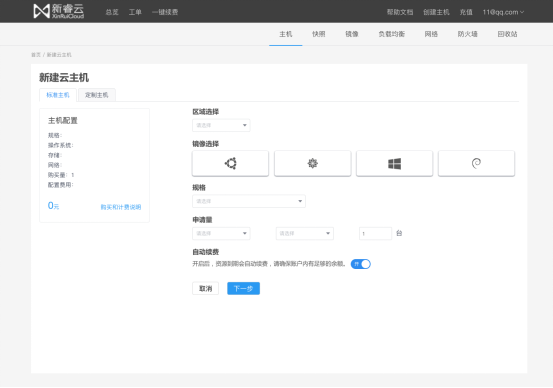 新睿云
XinRuiCloud
总览 工单 一键续费
帮助文档 创建主机 充值 11@qq.com
主机 快照 镜像 负载均衡 网络 防火墙 回收站
首页 / 新建云主机
新建云主机
标准主机 定制主机
主机配置
规格：
操作系统：
存储：
网络：
购买量：1
配置费用：
0元 购买和计费说明
区域选择
请选择
镜像选择
规格
请选择
申请量
请选择 请选择 1 台
自动续费
开启后，资源到期会自动续费，请确保账户内有足够的余额。 开
取消 下一步